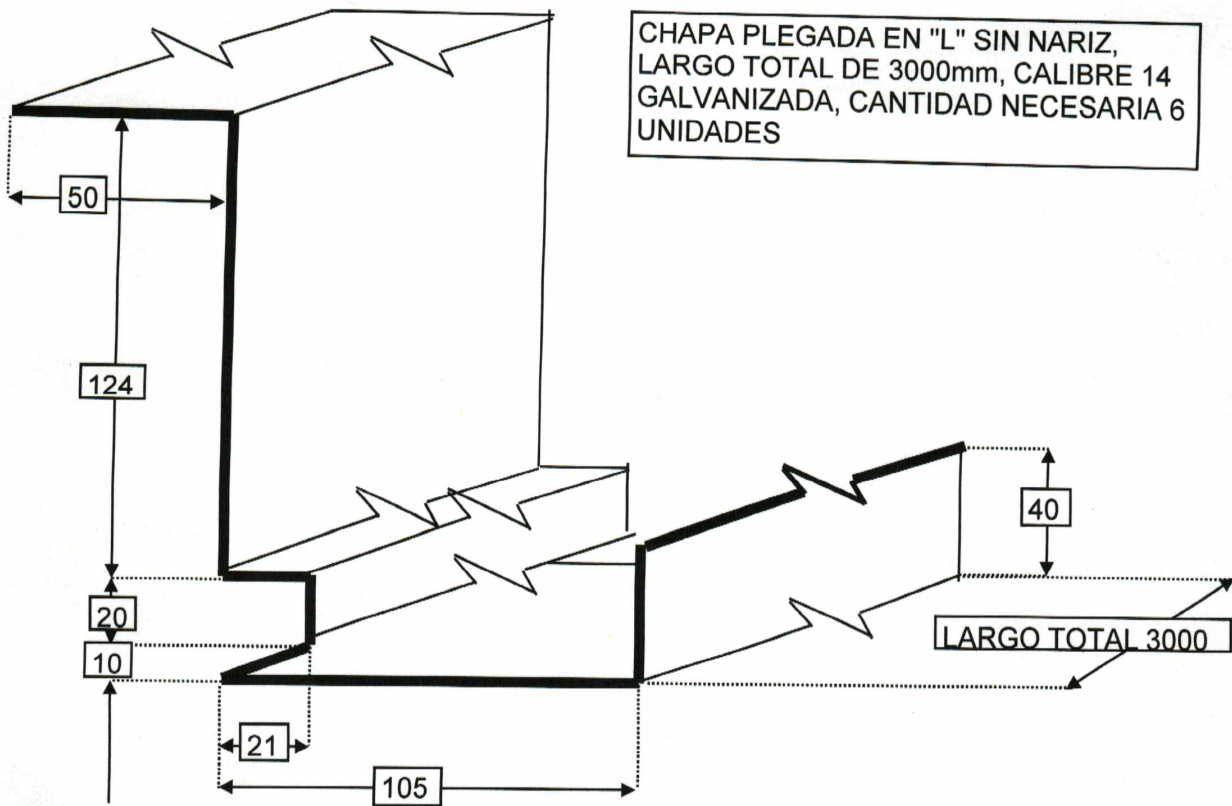 CHAPA PLEGADA EN "L" SIN NARIZ,
LARGO TOTAL DE 3000mm, CALIBRE 14
GALVANIZADA, CANTIDAD NECESARIA 6
UNIDADES
50
124
40
20
LARGO TOTAL 3000
10
21
105